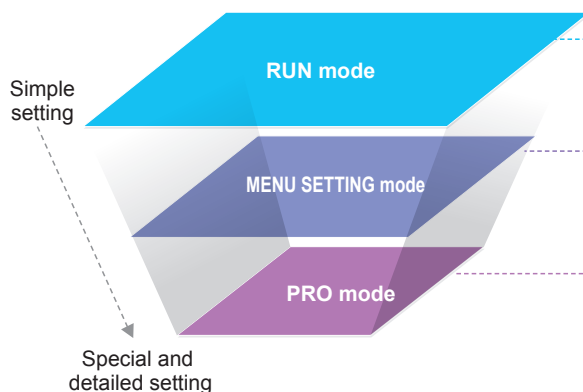 RUN mode
Simple
setting
MENU SETTING mode
PRO mode
Special and
detailed setting